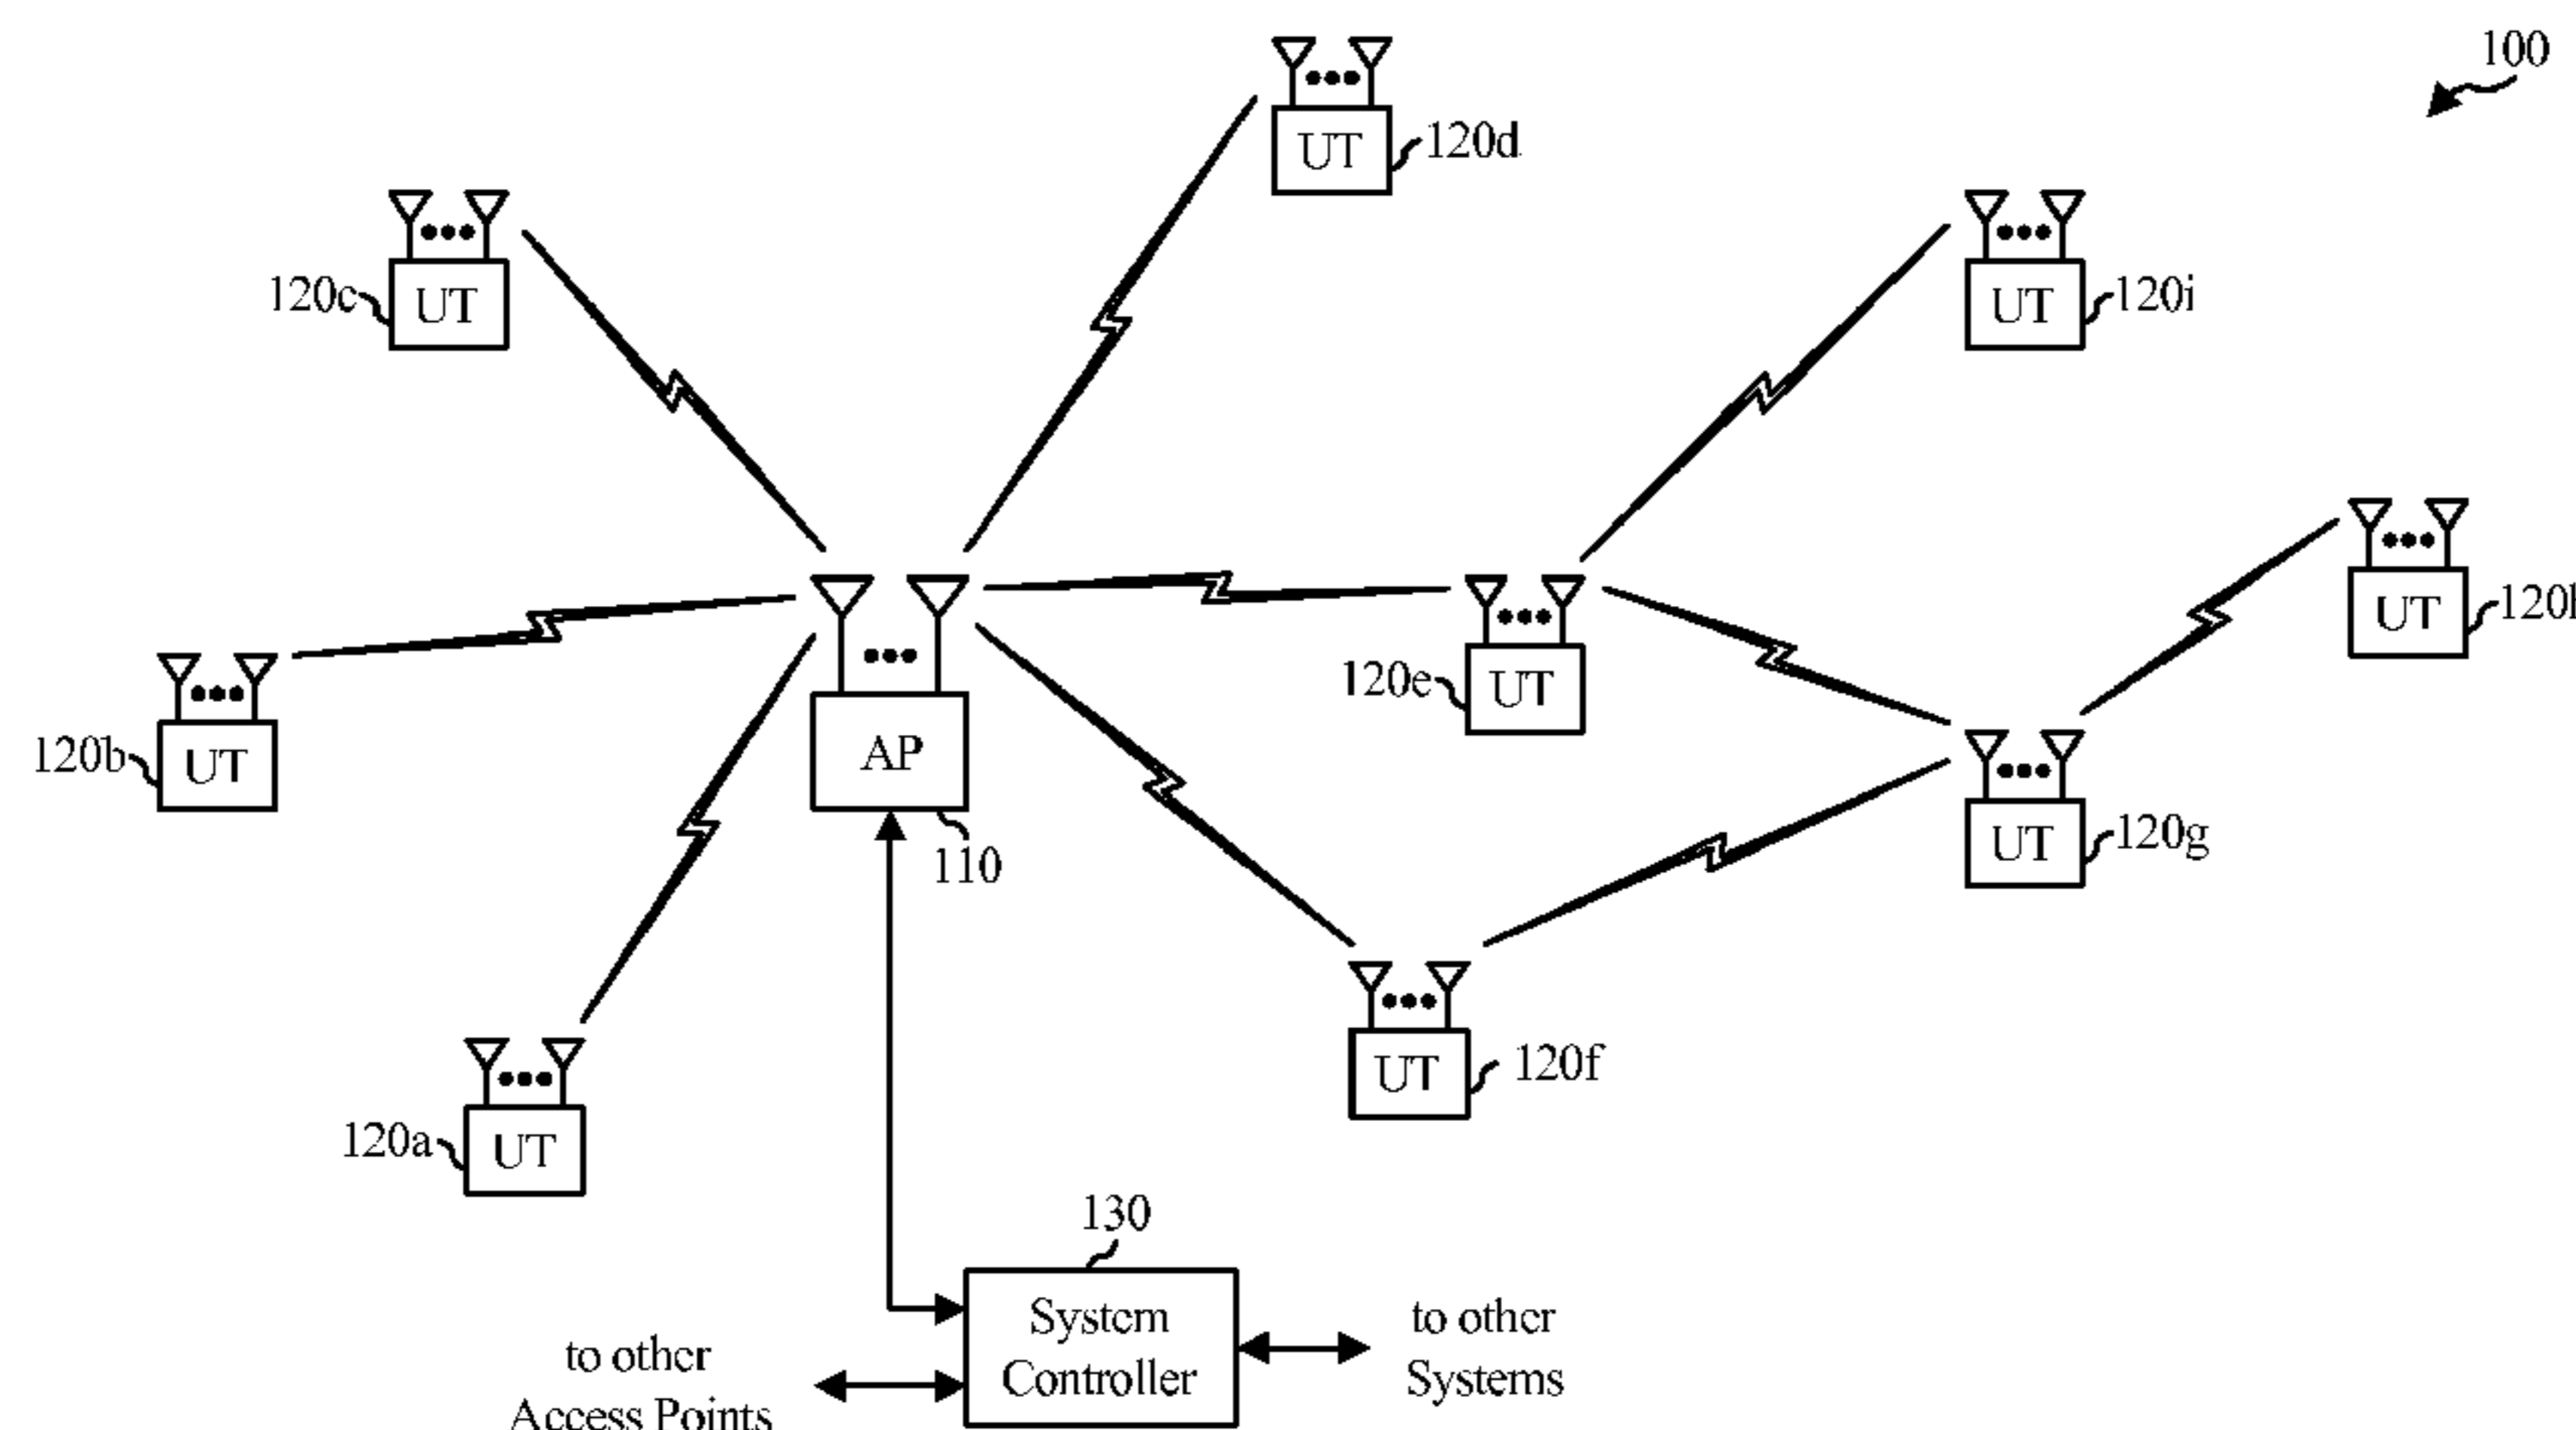 100
UT
120d
120c
UT
UT
120i
UT
120e
UT
120b
UT
AP
110
UT
120g
UT
120f
120a
UT
130
System
Controller
to other
Systems
to other
Access Points